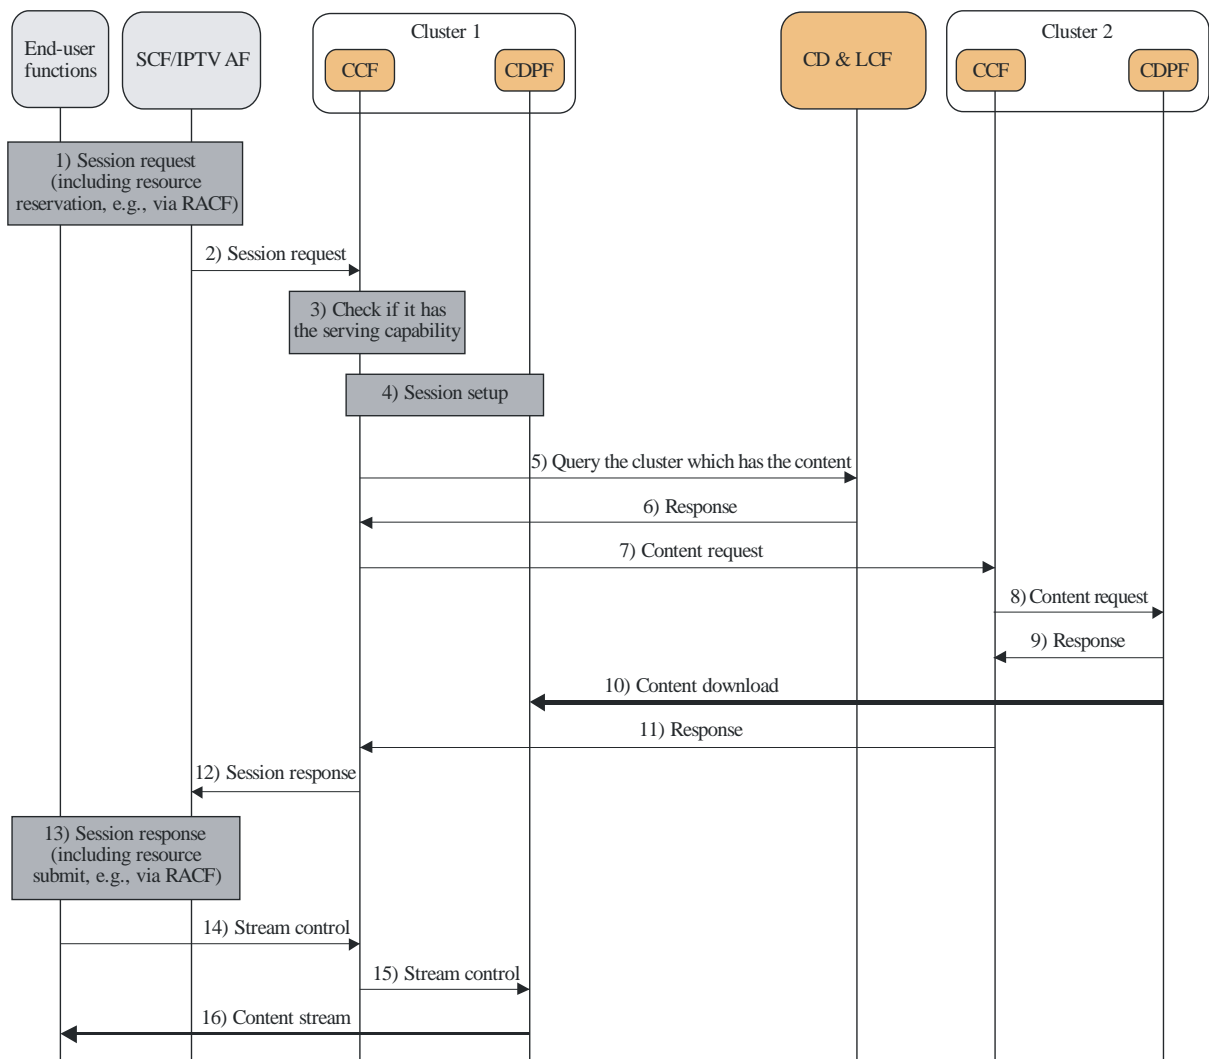 End-user
functions
SCF/IPTV AF
Cluster 1
CCF
CDPF
CD & LCF
Cluster 2
CCF
CDPF
1) Session request
(including resource
reservation, e.g., via RACF)
2) Session request
3) Check if it has
the serving capability
4) Session setup
5) Query the cluster which has the content
6) Response
7) Content request
8) Content request
9) Response
10) Content download
11) Response
12) Session response
13) Session response
(including resource
submit, e.g., via RACF)
14) Stream control
15) Stream control
16) Content stream